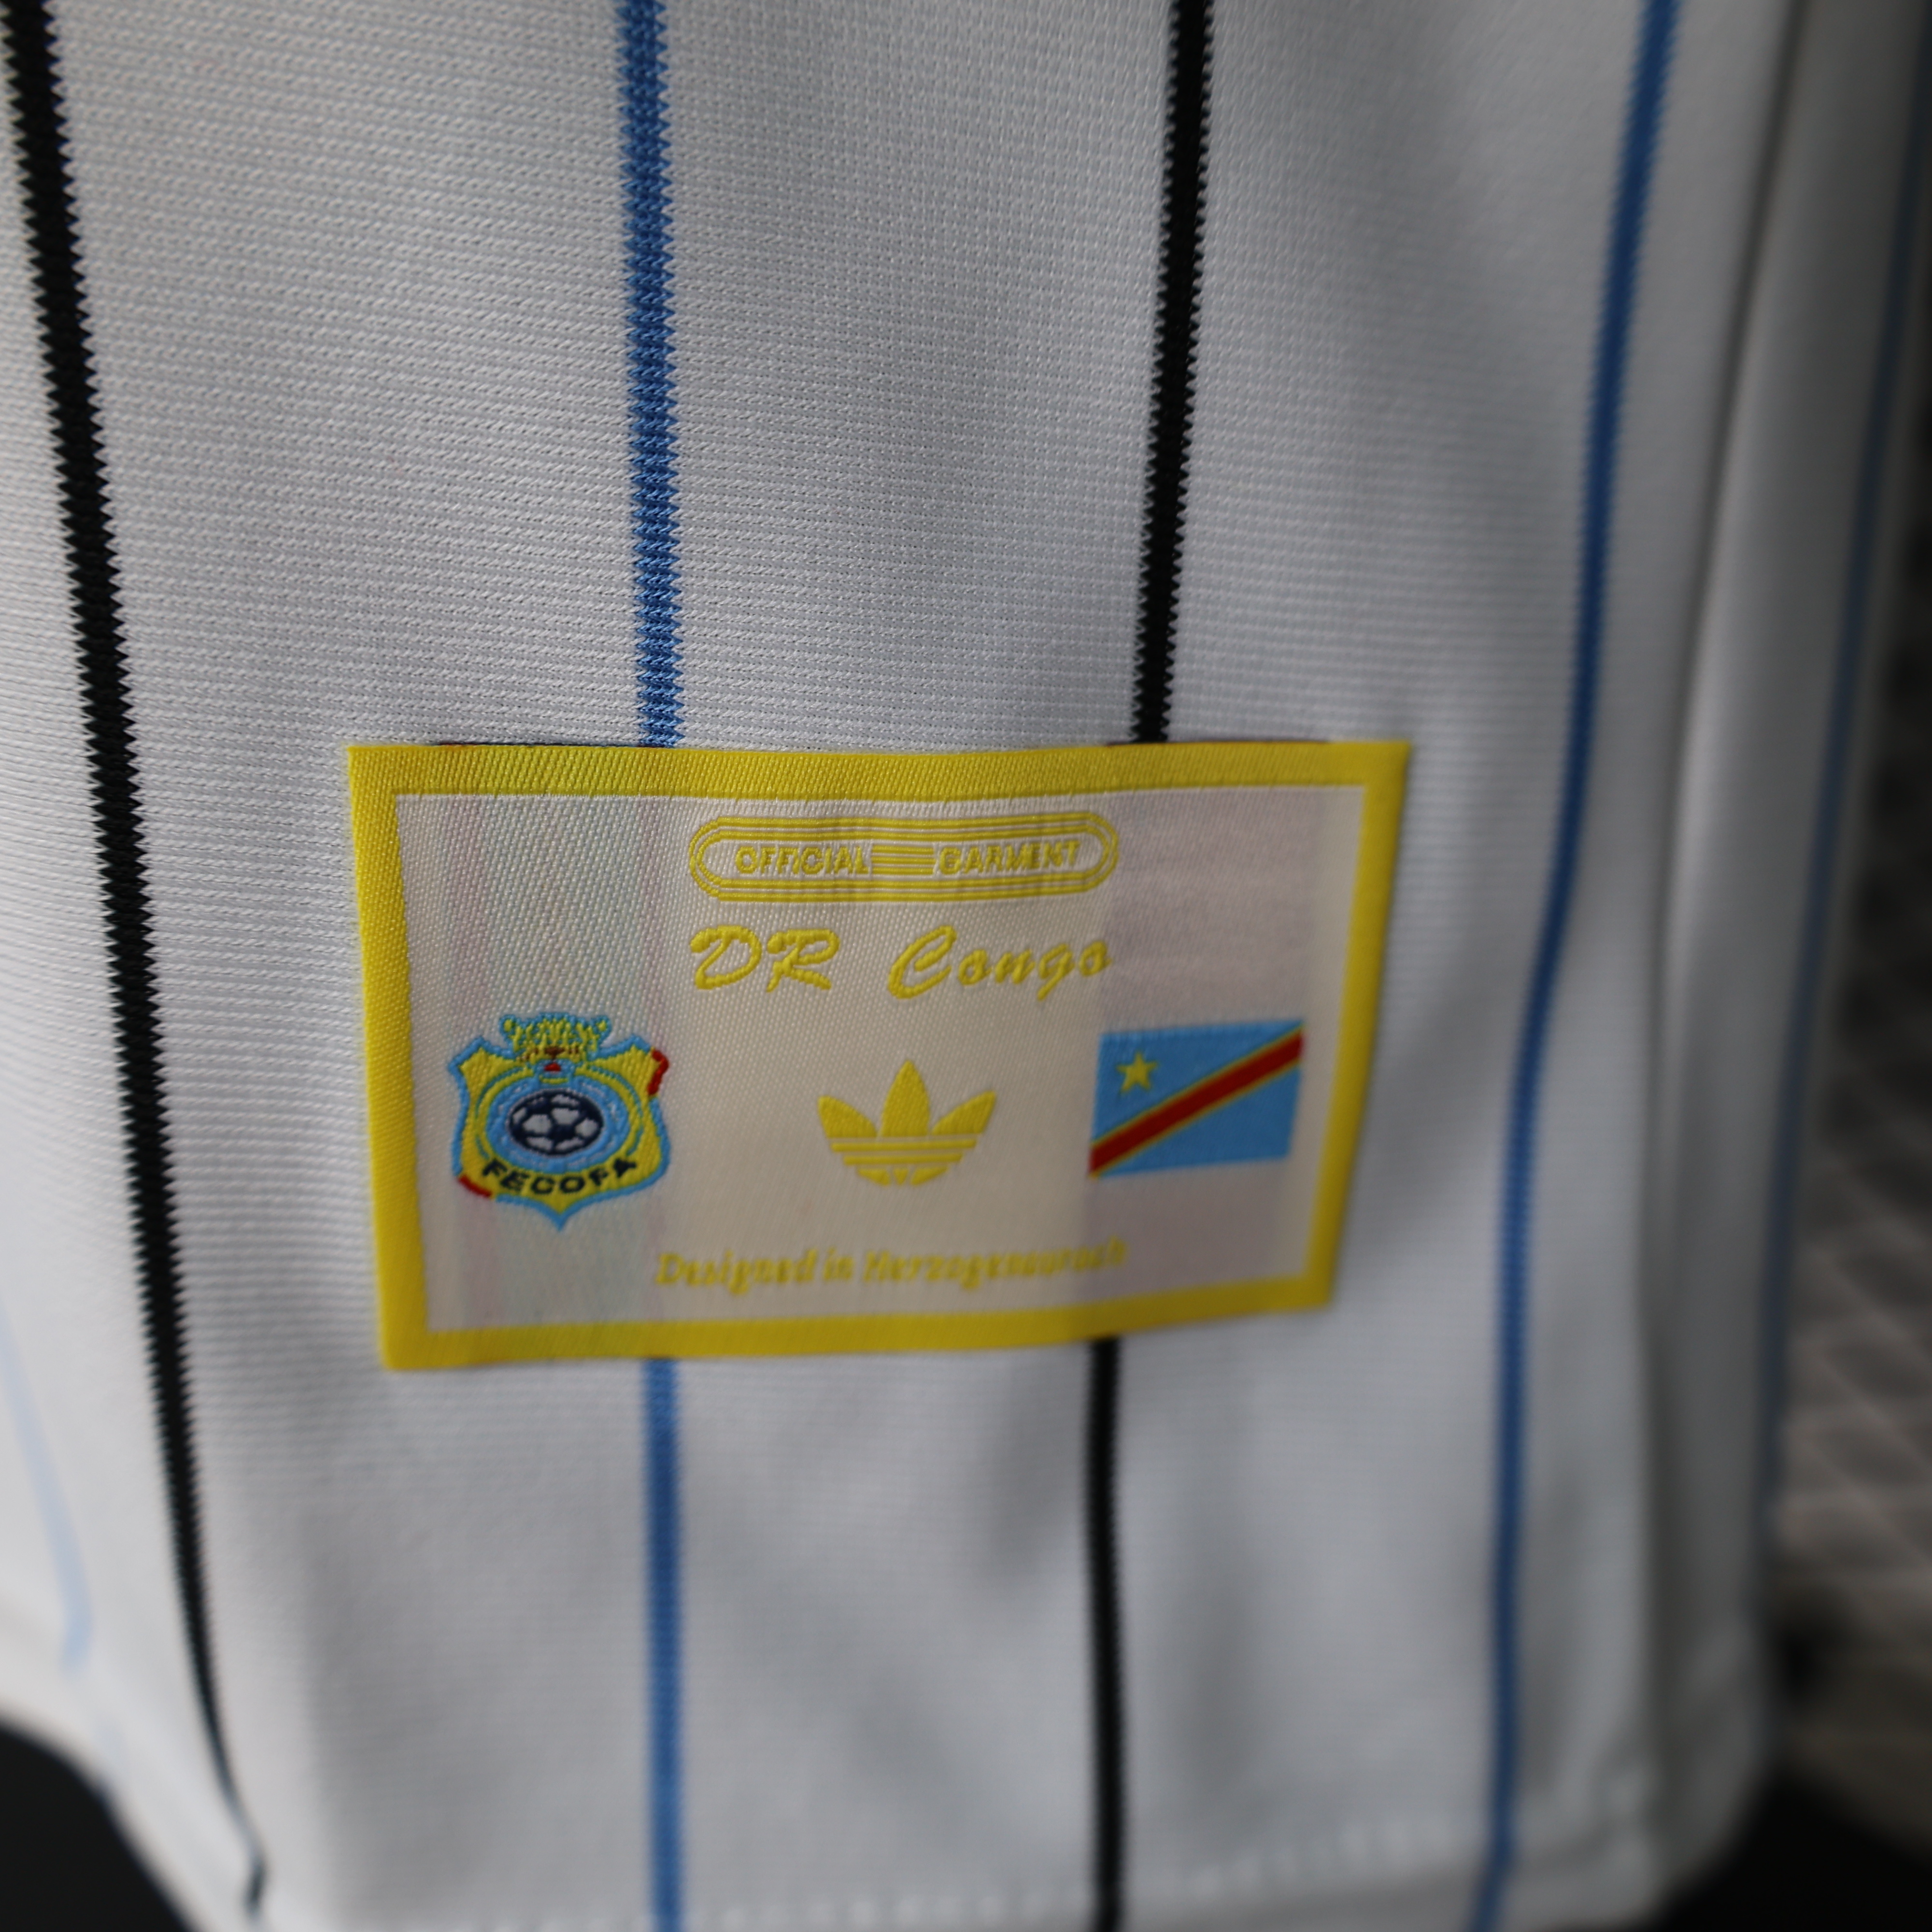 OFFICIAL GARMENT
DR Congo
FECOFA
Designed in Herzogenaurach